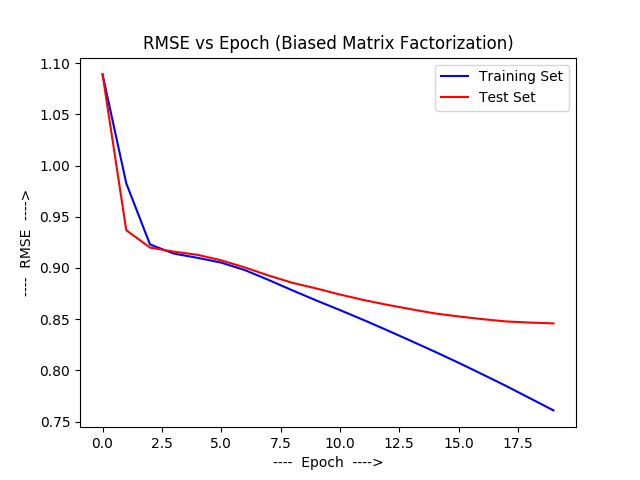 RMSE vs Epoch (Biased Matrix Factorization)
Training Set
Test Set
1.10
1.05
1.00
0.95
0.90
0.85
0.80
0.75
---- RMSE ---->
0.0 2.5 5.0 7.5 10.0 12.5 15.0 17.5
---- Epoch ---->